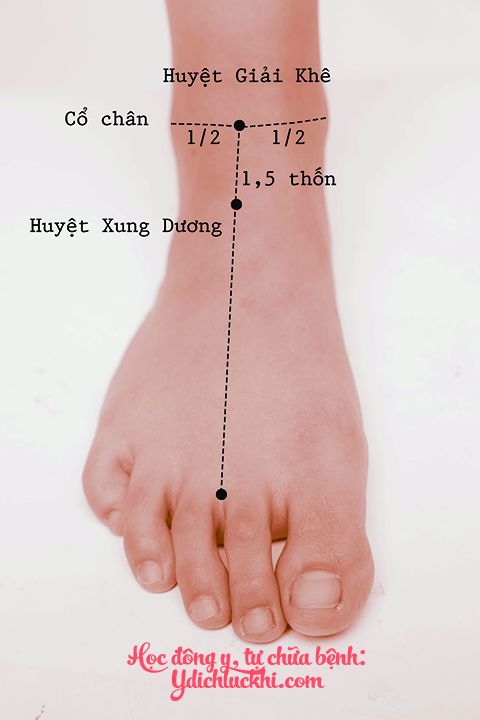 Huyệt Giải Khê
Cổ chân
1/2 1/2
1,5 thốn
Huyệt Xung Dương
Học đông y, tự chữa bệnh:
Ydichluckhi.com